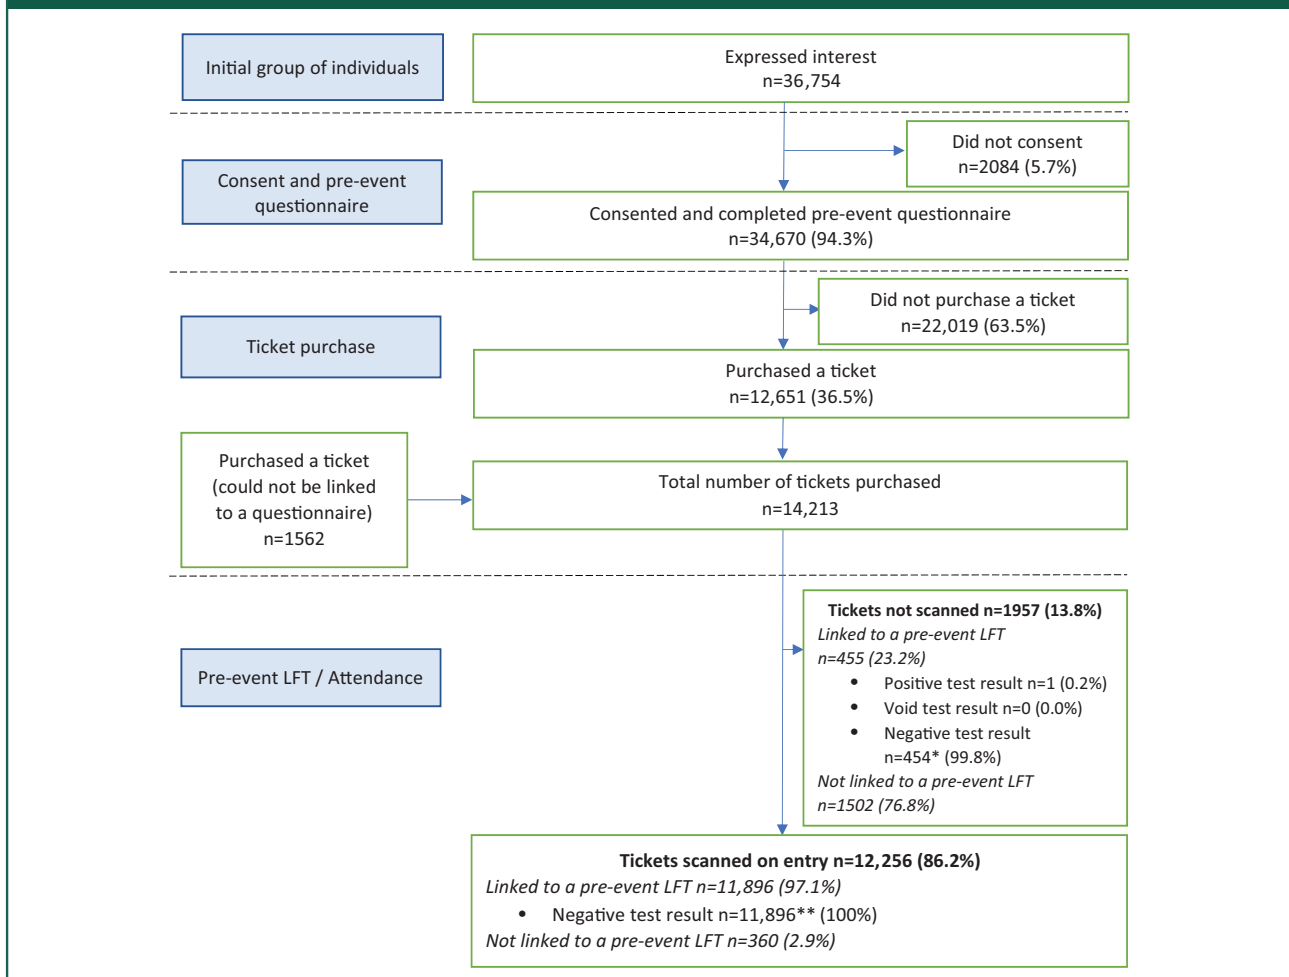 Initial group of individuals
Expressed interest
n=36,754
Did not consent
n=2084 (5.7%)
Consent and pre-event
questionnaire
Consented and completed pre-event questionnaire
n=34,670 (94.3%)
Did not purchase a ticket
n=22,019 (63.5%)
Ticket purchase
Purchased a ticket
n=12,651 (36.5%)
Purchased a ticket
(could not be linked
to a questionnaire)
n=1562
Total number of tickets purchased
n=14,213
Tickets not scanned n=1957 (13.8%)
Linked to a pre-event LFT
n=455 (23.2%)
• Positive test result n=1 (0.2%)
• Void test result n=0 (0.0%)
• Negative test result
n=454* (99.8%)
Not linked to a pre-event LFT
n=1502 (76.8%)
Pre-event LFT / Attendance
Tickets scanned on entry n=12,256 (86.2%)
Linked to a pre-event LFT n=11,896 (97.1%)
• Negative test result n=11,896** (100%)
Not linked to a pre-event LFT n=360 (2.9%)